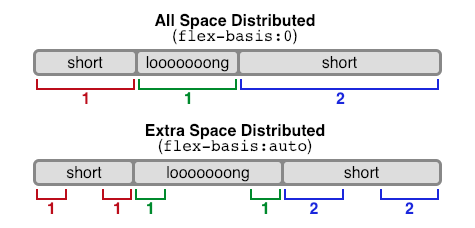 All Space Distributed
(flex-basis:0)
short looooooong short
1 1 2
Extra Space Distributed
(flex-basis:auto)
short looooooong short
1 1 1 1 2 2